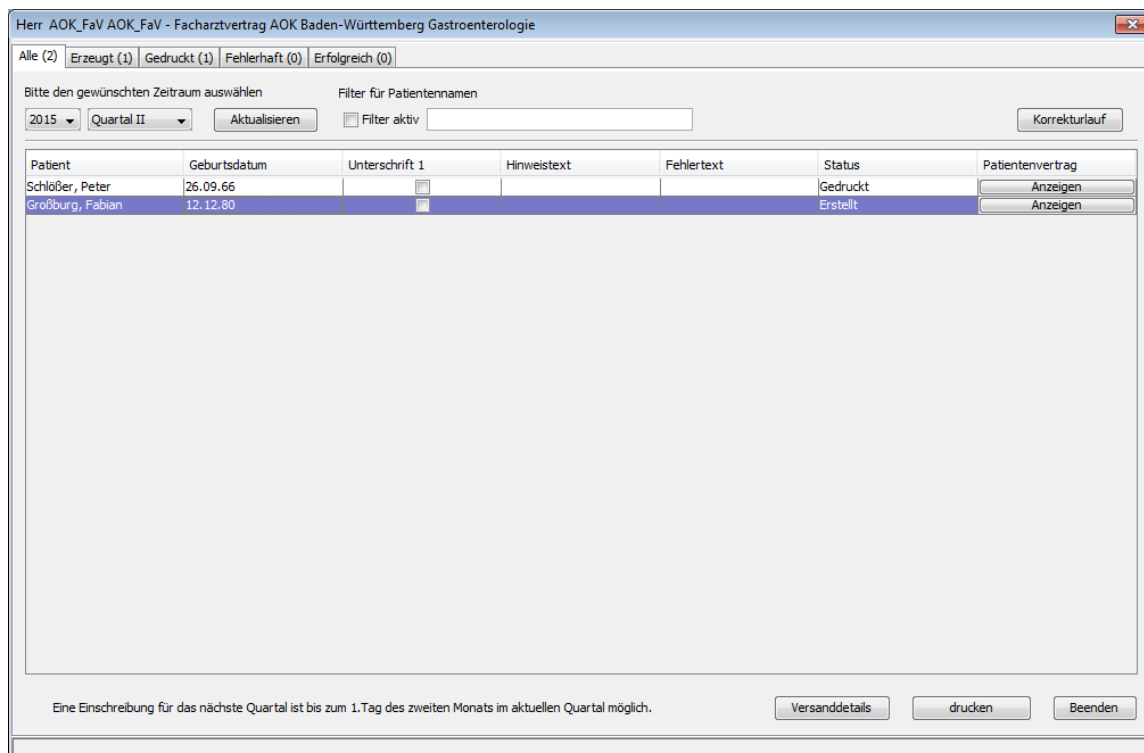 Herr AOK_FaV AOK_FaV - Facharztvertrag AOK Baden-Württemberg Gastroenterologie
Alle (2) Erzeugt (1) Gedruckt (1) Fehlerhaft (0) Erfolgreich (0)
Bitte den gewünschten Zeitraum auswählen Filter für Patientennamen
2015 Quartal II Aktualisieren Filter aktiv Korrekturlauf
Patient Geburtsdatum Unterschrift 1 Hinweistext Fehlertext Status Patientenvertrag
Schlößer, Peter 26.09.66 Gedruckt Anzeigen
Großburg, Fabian 12.12.80 Erstellt Anzeigen
Eine Einschreibung für das nächste Quartal ist bis zum 1.Tag des zweiten Monats im aktuellen Quartal möglich. Versanddetails drucken Beenden